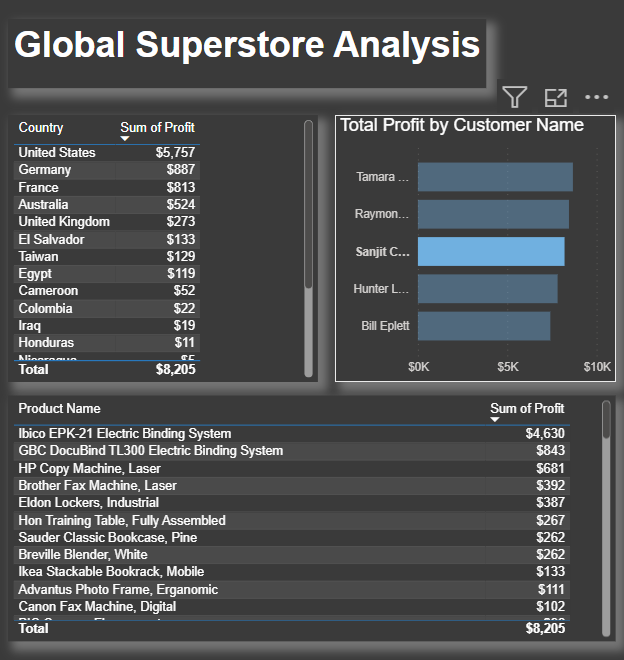 Global Superstore Analysis
Country Sum of Profit
United States $5,757
Germany $887
France $813
Australia $524
United Kingdom $273
El Salvador $133
Taiwan $129
Egypt $119
Cameroon $52
Colombia $22
Iraq $19
Honduras $11
Nicaragua $5
Total $8,205
Total Profit by Customer Name
Tamara ...
Raymon...
Sanjit C...
Hunter L...
Bill Eplett
$0K $5K $10K
Product Name Sum of Profit
Ibico EPK-21 Electric Binding System $4,630
GBC DocuBind TL300 Electric Binding System $843
HP Copy Machine, Laser $681
Brother Fax Machine, Laser $392
Eldon Lockers, Industrial $387
Hon Training Table, Fully Assembled $267
Sauder Classic Bookcase, Pine $262
Breville Blender, White $262
Ikea Stackable Bookrack, Mobile $133
Advantus Photo Frame, Erganomic $111
Canon Fax Machine, Digital $102
Total $8,205